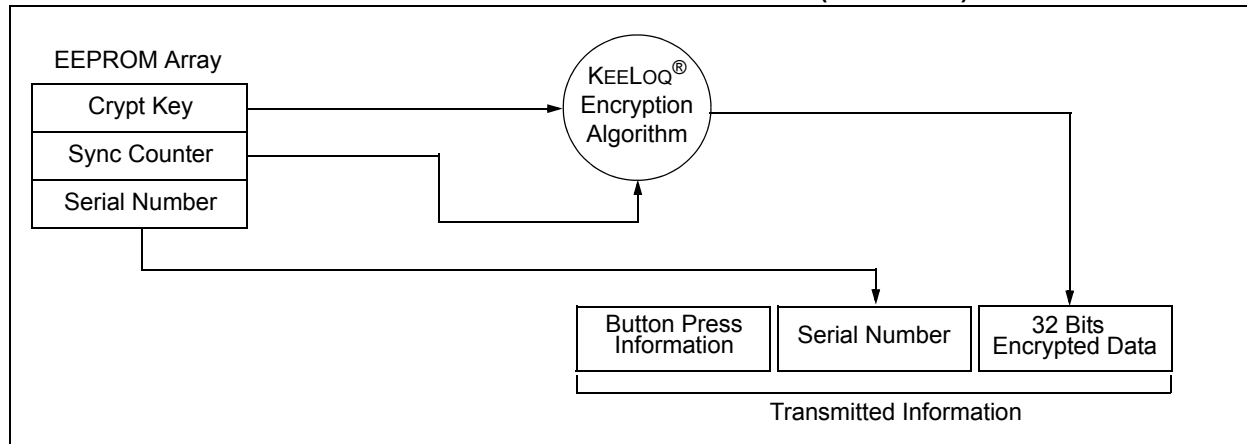 EEPROM Array
Crypt Key
Sync Counter
Serial Number
KEELOQ®
Encryption
Algorithm
Button Press
Information
Serial Number
32 Bits
Encrypted Data
Transmitted Information